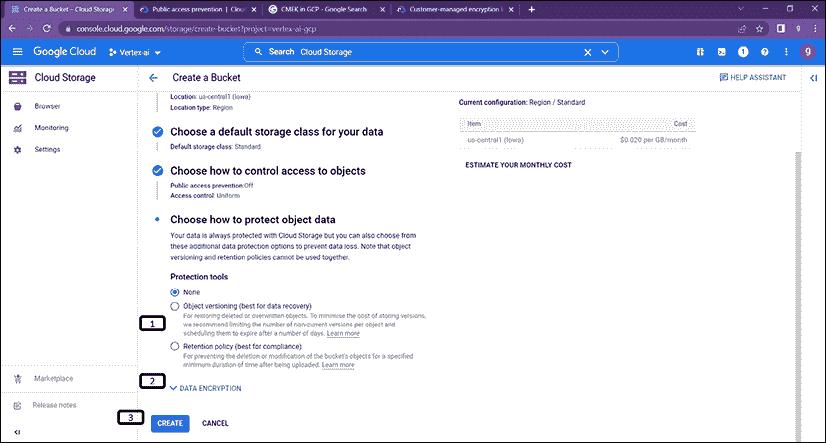 Create a Bucket – Cloud Storage
Public access prevention | Clou
CMEK in GCP - Google Search
Customer-managed encryption k
console.cloud.google.com/storage/create-bucket?project=vertex-ai-gcp
g
Google Cloud
Vertex-ai
Search Cloud Storage
1
g
Cloud Storage
Create a Bucket
HELP ASSISTANT
Browser
Monitoring
Settings
Location: us-central1 (Iowa)
Location type: Region
Choose a default storage class for your data
Default storage class: Standard
Choose how to control access to objects
Public access prevention:Off
Access control: Uniform
Choose how to protect object data
Your data is always protected with Cloud Storage but you can also choose from
these additional data protection options to prevent data loss. Note that object
versioning and retention policies cannot be used together.
Protection tools
None
Object versioning (best for data recovery)
For restoring deleted or overwritten objects. To minimise the cost of storing versions,
we recommend limiting the number of non-current versions per object and
scheduling them to expire after a number of days. Learn more
1
Retention policy (best for compliance)
For preventing the deletion or modification of the bucket's objects for a specified
minimum duration of time after being uploaded. Learn more
2
DATA ENCRYPTION
3
CREATE
CANCEL
Current configuration: Region / Standard
Item Cost
us-central1 (Iowa) $0.020 per GB/month
ESTIMATE YOUR MONTHLY COST
Marketplace
Release notes